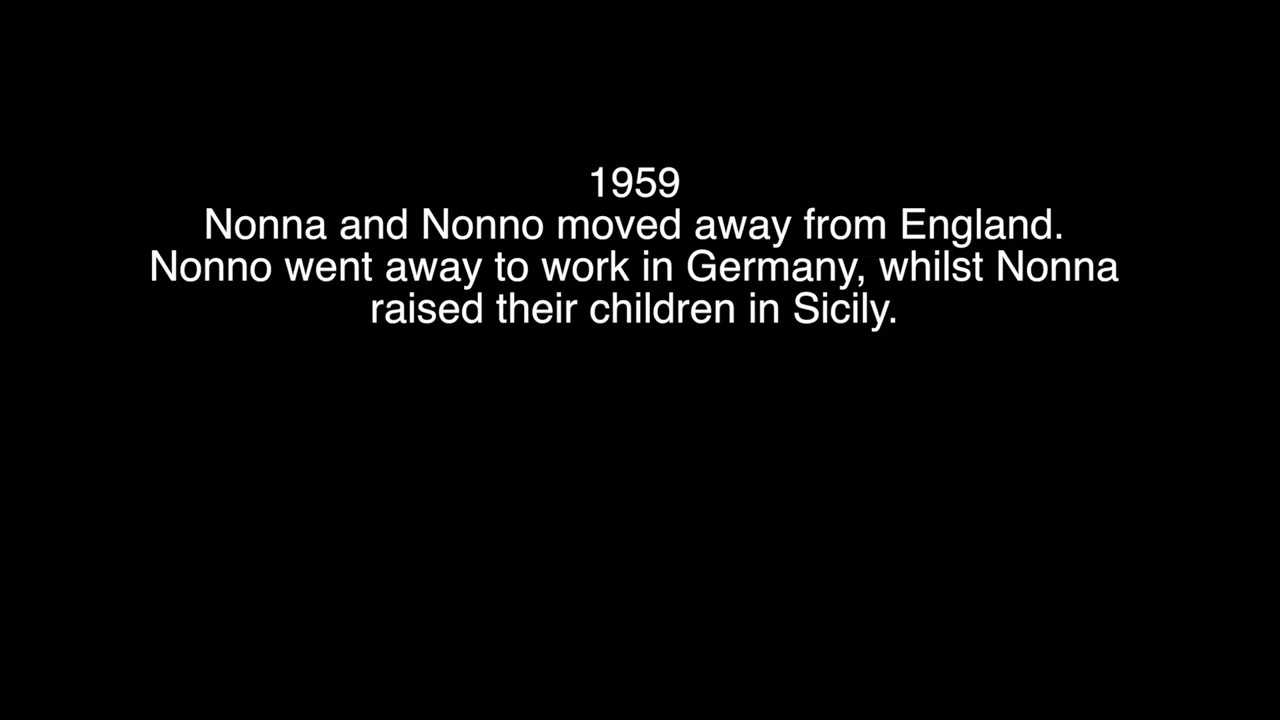 1959
Nonna and Nonno moved away from England.
Nonno went away to work in Germany, whilst Nonna
raised their children in Sicily.